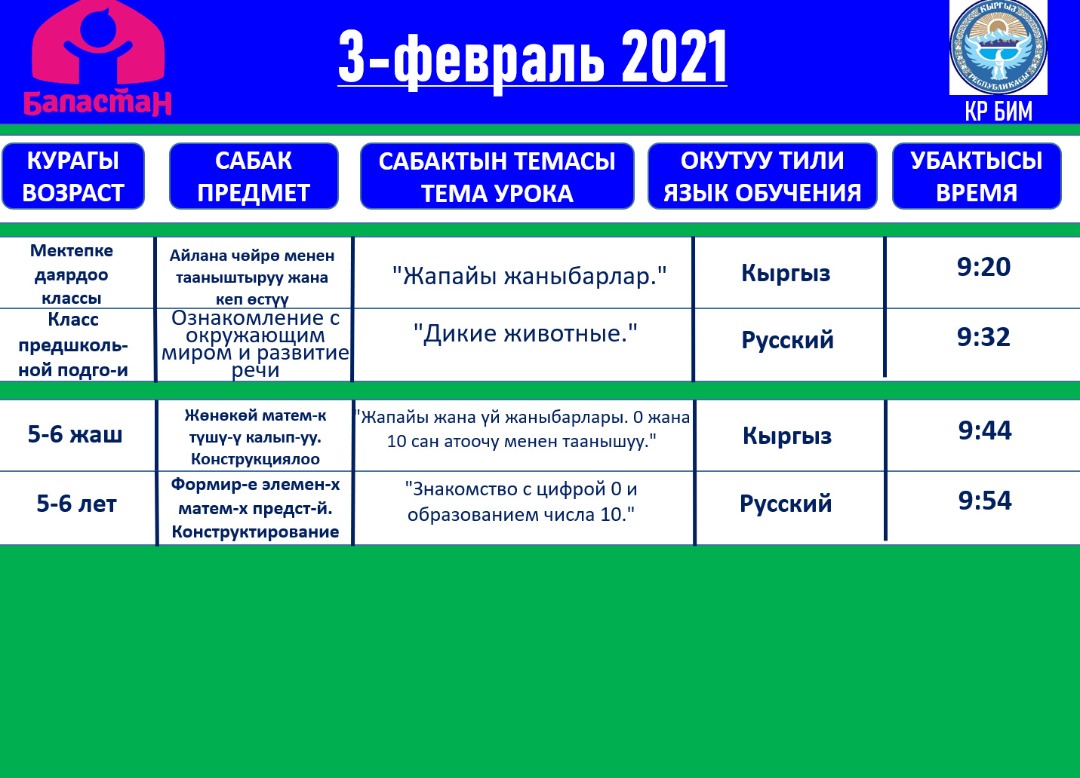 Баластан
3-февраль 2021
КЫРГЫЗ
РЕСПУБЛИКАСЫ
КР БИМ
КУРАГЫ
ВОЗРАСТ
САБАК
ПРЕДМЕТ
САБАКТЫН ТЕМАСЫ
ТЕМА УРОКА
ОКУТУУ ТИЛИ
ЯЗЫК ОБУЧЕНИЯ
УБАКТЫСЫ
ВРЕМЯ
Мектепке
даярдоо
классы
Айлана чөйрө менен
тааныштыруу жана
кеп өстүү
"Жапайы жаныбарлар."
Кыргыз
9:20
Класс
предшколь-
ной подго-и
Ознакомление с
окружающим
миром и развитие
речи
"Дикие животные."
Русский
9:32
5-6 жаш
Жөнөкөй матем-к
түшү-ү калып-уу.
Конструкциялоо
"Жапайы жана үй жаныбарлары. 0 жана
10 сан атоочу менен таанышуу."
Кыргыз
9:44
5-6 лет
Формир-е элемен-х
матем-х предст-й.
Конструктирование
"Знакомство с цифрой 0 и
образованием числа 10."
Русский
9:54